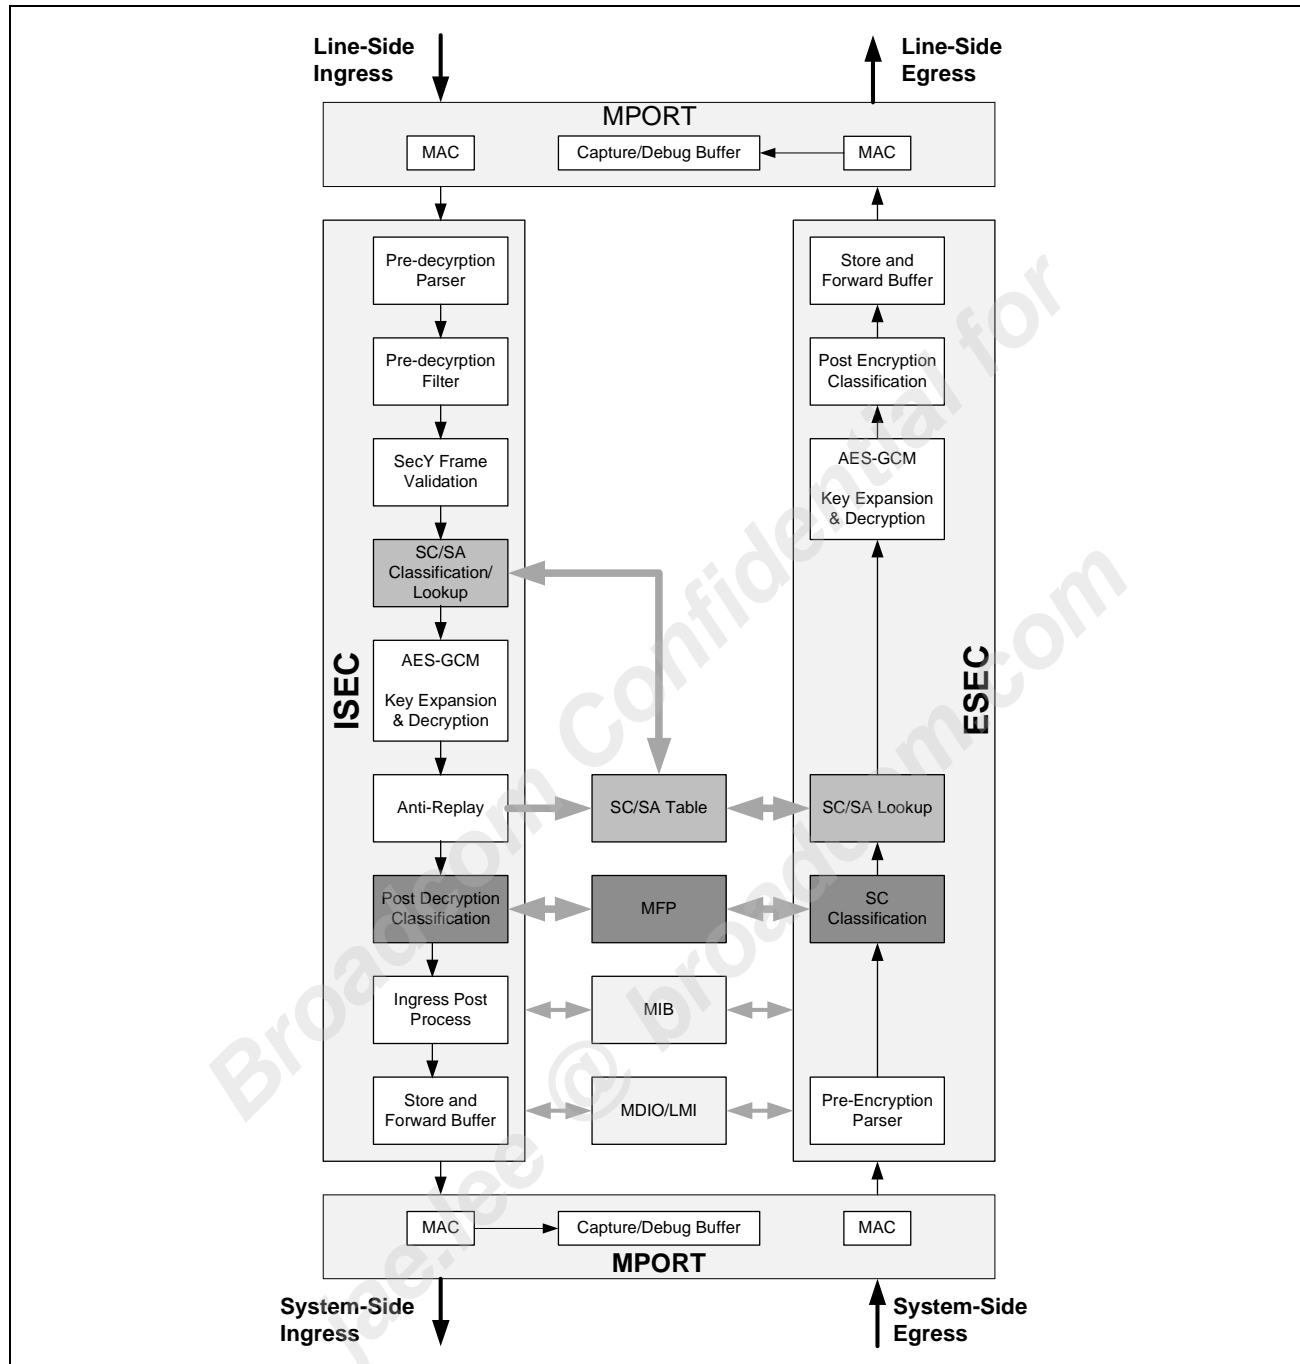 Line-Side
Ingress
Line-Side
Egress
MPORT
MAC
Capture/Debug Buffer
MAC
ISEC
Pre-decyrption
Parser
Pre-decyrption
Filter
SecY Frame
Validation
SC/SA
Classification/
Lookup
AES-GCM
Key Expansion
& Decryption
Anti-Replay
Post Decryption
Classification
Ingress Post
Process
Store and
Forward Buffer
SC/SA Table
MFP
MIB
MDIO/LMI
ESEC
Store and
Forward Buffer
Post Encryption
Classification
AES-GCM
Key Expansion
& Decryption
SC/SA Lookup
SC
Classification
Pre-Encryption
Parser
MAC
Capture/Debug Buffer
MAC
MPORT
System-Side
Ingress
System-Side
Egress
Broadcom Confidential for
jae.lee @ broadcom.com